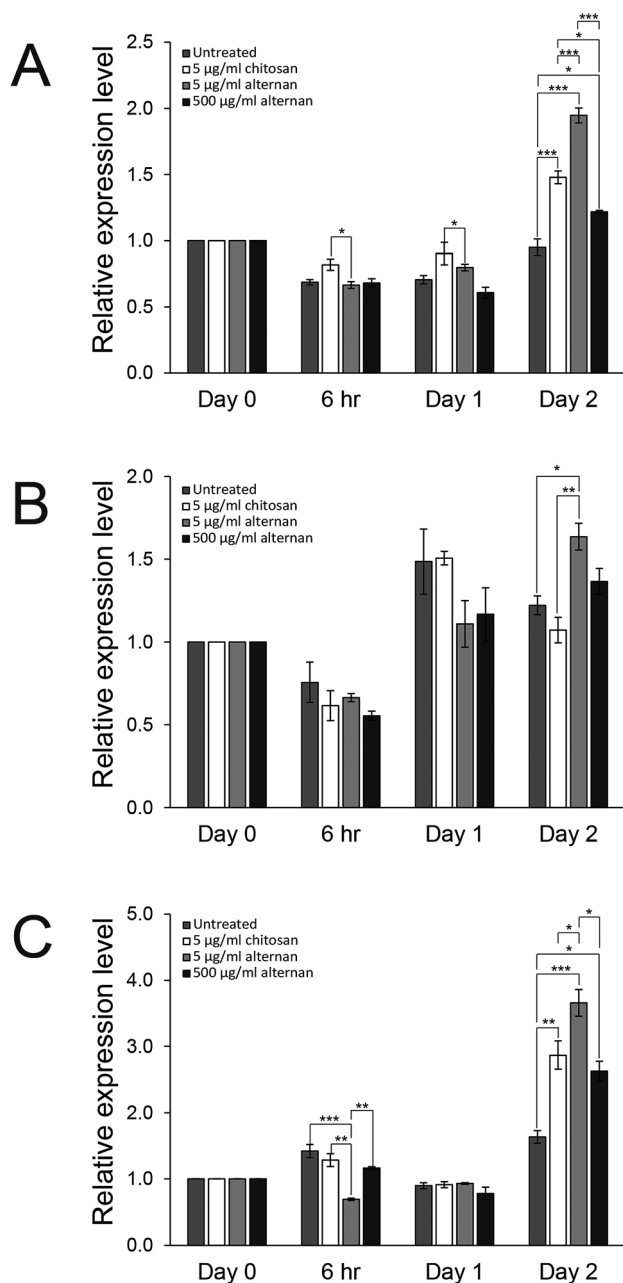 A
Relative expression level
2.5
2.0
1.5
1.0
0.5
0.0
Untreated
5 µg/ml chitosan
5 µg/ml alternan
500 µg/ml alternan
*
*
***
*
***
*
***
***
Day 0
6 hr
Day 1
Day 2
B
Relative expression level
2.0
1.5
1.0
0.5
0.0
Untreated
5 µg/ml chitosan
5 µg/ml alternan
500 µg/ml alternan
*
**
Day 0
6 hr
Day 1
Day 2
C
Relative expression level
5.0
4.0
3.0
2.0
1.0
0.0
Untreated
5 µg/ml chitosan
5 µg/ml alternan
500 µg/ml alternan
***
**
**
*
*
*
***
**
Day 0
6 hr
Day 1
Day 2